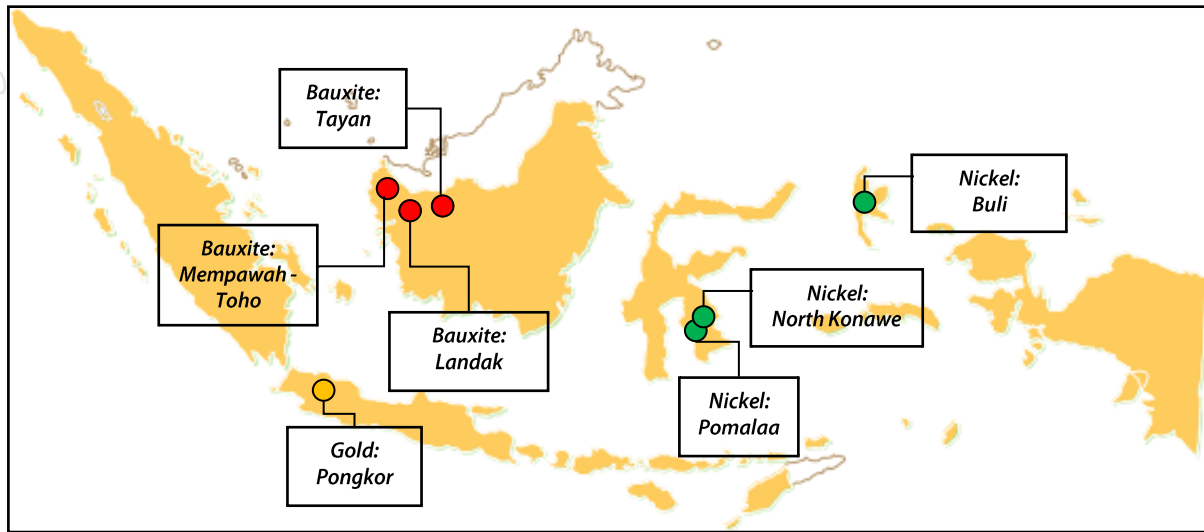 Bauxite:
Tayan
Nickel:
Buli
Bauxite:
Mempawah -
Toho
Nickel:
North Konawe
Bauxite:
Landak
Nickel:
Pomalaa
Gold:
Pongkor